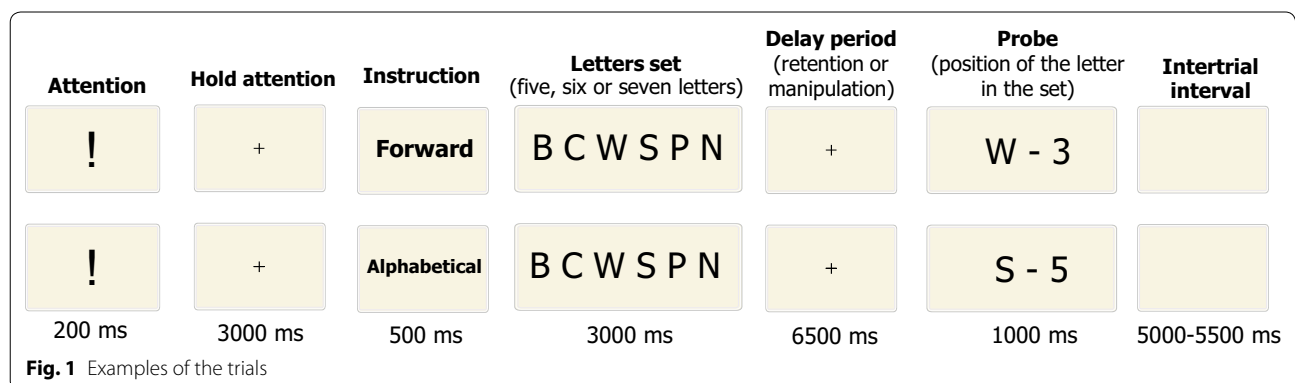 Attention
Hold attention
Instruction
Letters set
(five, six or seven letters)
Delay period
(retention or
manipulation)
Probe
(position of the letter
in the set)
Intertrial
interval
!
+
Forward
B C W S P N
+
W - 3
!
+
Alphabetical
B C W S P N
+
S - 5
200 ms
3000 ms
500 ms
3000 ms
6500 ms
1000 ms
5000-5500 ms
Fig. 1 Examples of the trials